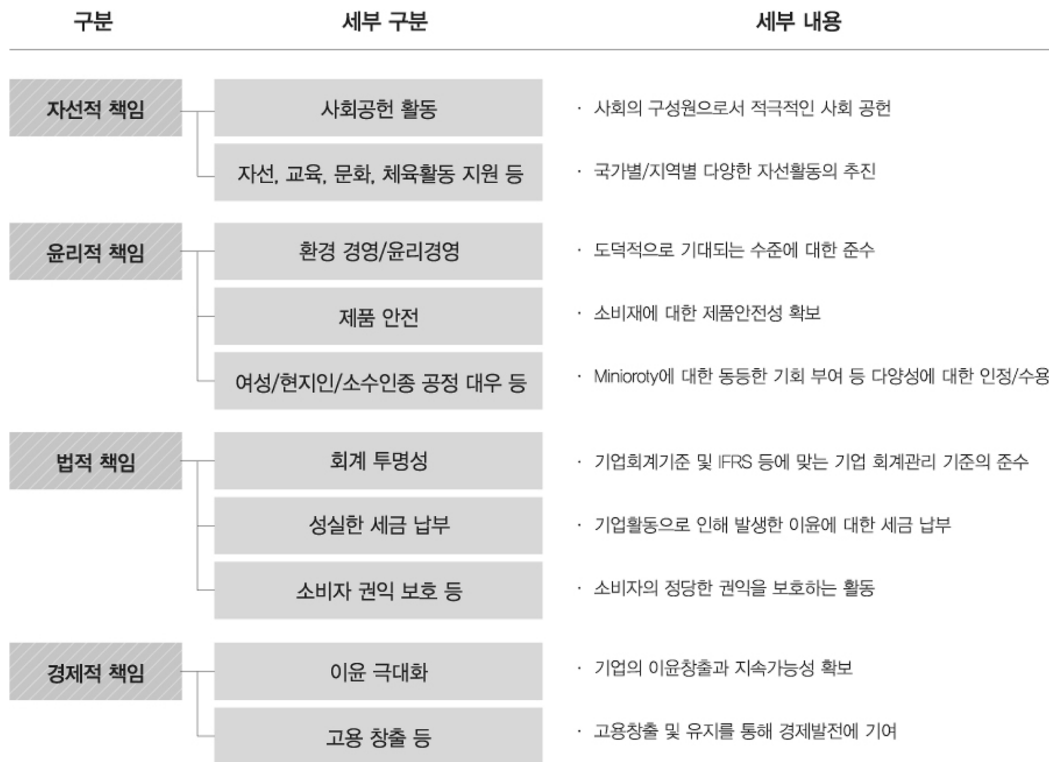 구분 세부 구분 세부 내용
자선적 책임 사회공헌 활동 · 사회의 구성원으로서 적극적인 사회 공헌
자선, 교육, 문화, 체육활동 지원 등 · 국가별/지역별 다양한 자선활동의 추진
윤리적 책임 환경 경영/윤리경영 · 도덕적으로 기대되는 수준에 대한 준수
제품 안전 · 소비재에 대한 제품안전성 확보
여성/현지인/소수인종 공정 대우 등 · Minioroty에 대한 동등한 기회 부여 등 다양성에 대한 인정/수용
법적 책임 회계 투명성 · 기업회계기준 및 IFRS 등에 맞는 기업 회계관리 기준의 준수
성실한 세금 납부 · 기업활동으로 인해 발생한 이윤에 대한 세금 납부
소비자 권익 보호 등 · 소비자의 정당한 권익을 보호하는 활동
경제적 책임 이윤 극대화 · 기업의 이윤창출과 지속가능성 확보
고용 창출 등 · 고용창출 및 유지를 통해 경제발전에 기여